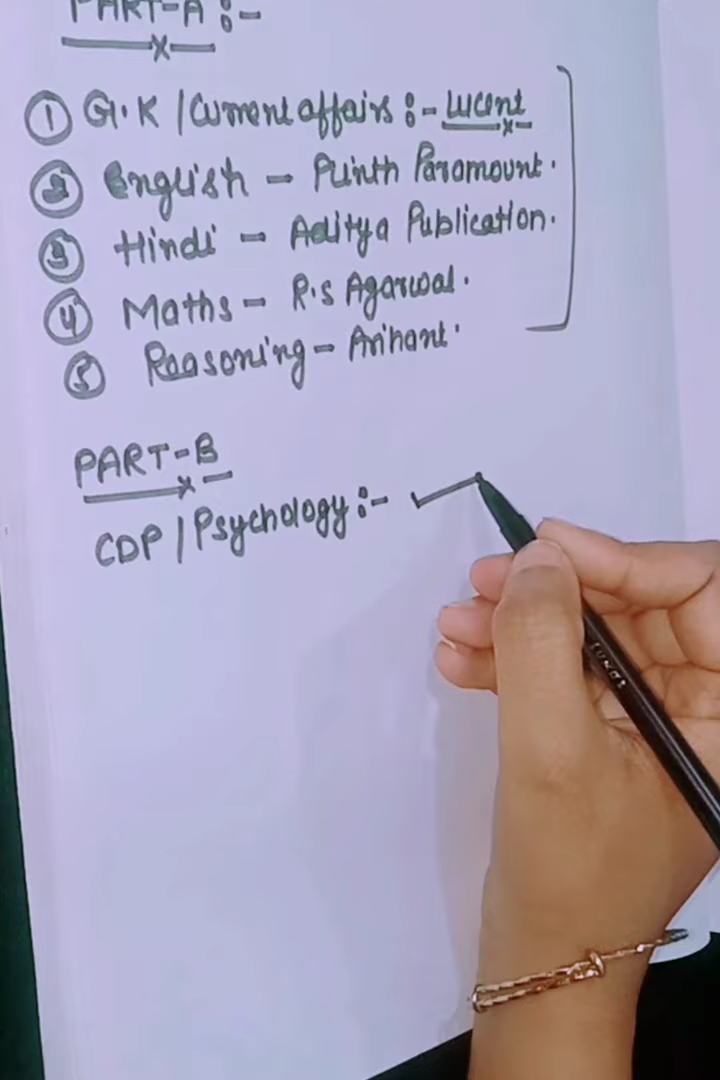 PART-A :-
① G.K / Current affairs :- Lucent
② English - Plinth Paramount.
③ Hindi - Aditya Publication.
④ Maths - R.S Agarwal.
⑤ Reasoning - Arihant.
PART-B
CDP / Psychology :-